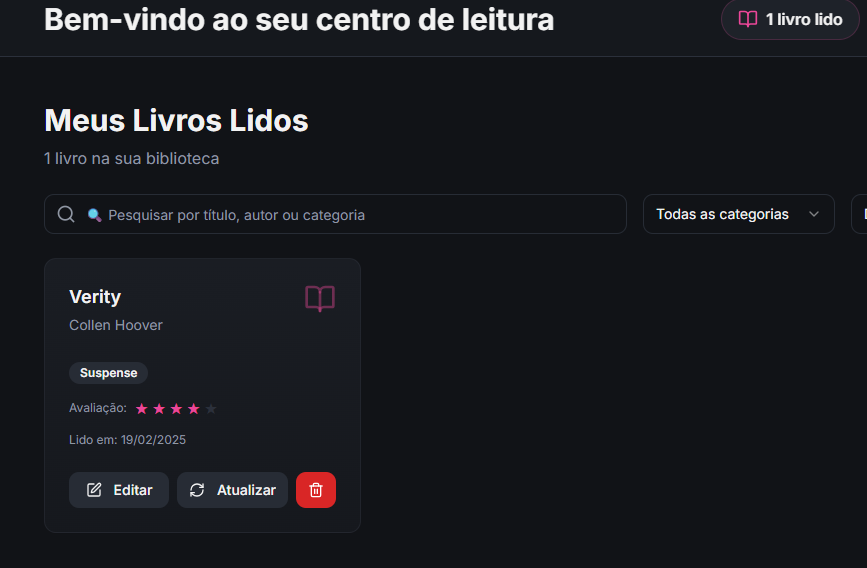 Bem-vindo ao seu centro de leitura
1 livro lido
Meus Livros Lidos
1 livro na sua biblioteca
Pesquisar por título, autor ou categoria
Todas as categorias
Verity
Collen Hoover
Suspense
Avaliação:
Lido em: 19/02/2025
Editar
Atualizar